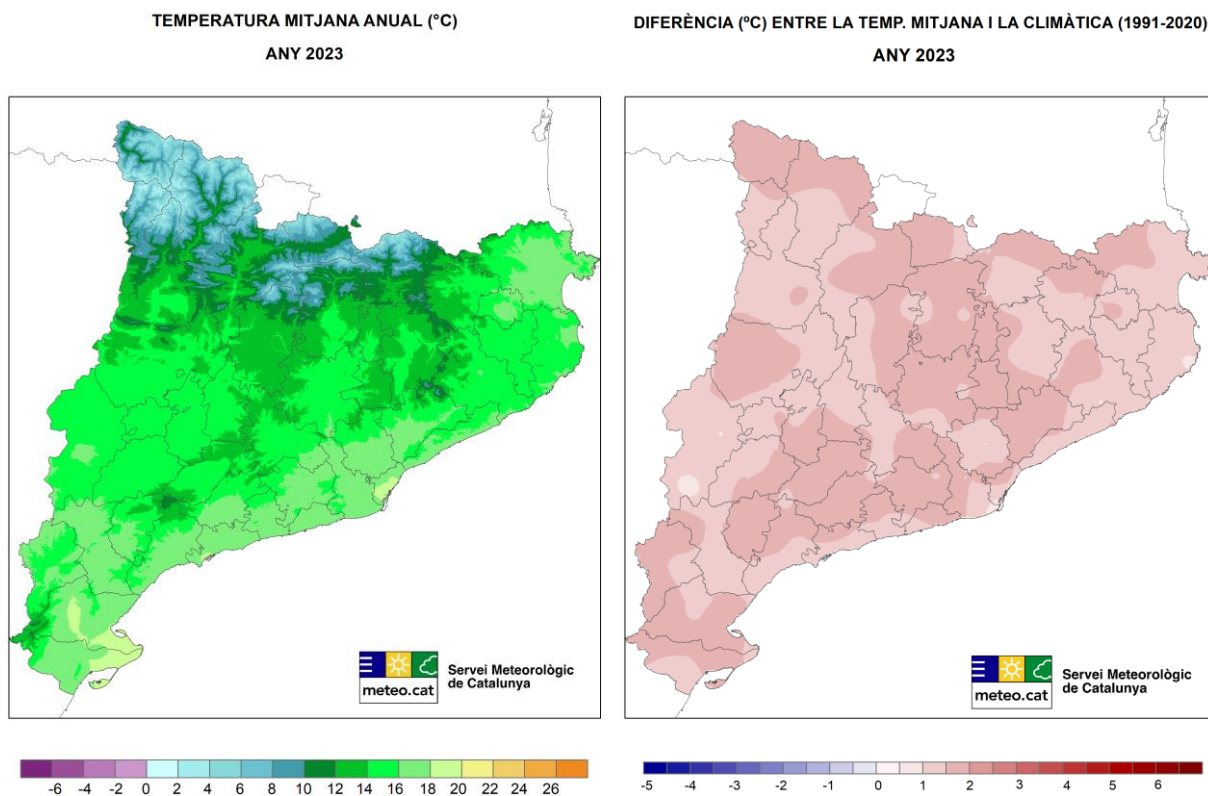 TEMPERATURA MITJANA ANUAL (°C)
ANY 2023
DIFERÈNCIA (ºC) ENTRE LA TEMP. MITJANA I LA CLIMÀTICA (1991-2020)
ANY 2023
meteo.cat
Servei Meteorològic
de Catalunya
meteo.cat
Servei Meteorològic
de Catalunya
-6 -4 -2 0 2 4 6 8 10 12 14 16 18 20 22 24 26
-5 -4 -3 -2 -1 0 1 2 3 4 5 6